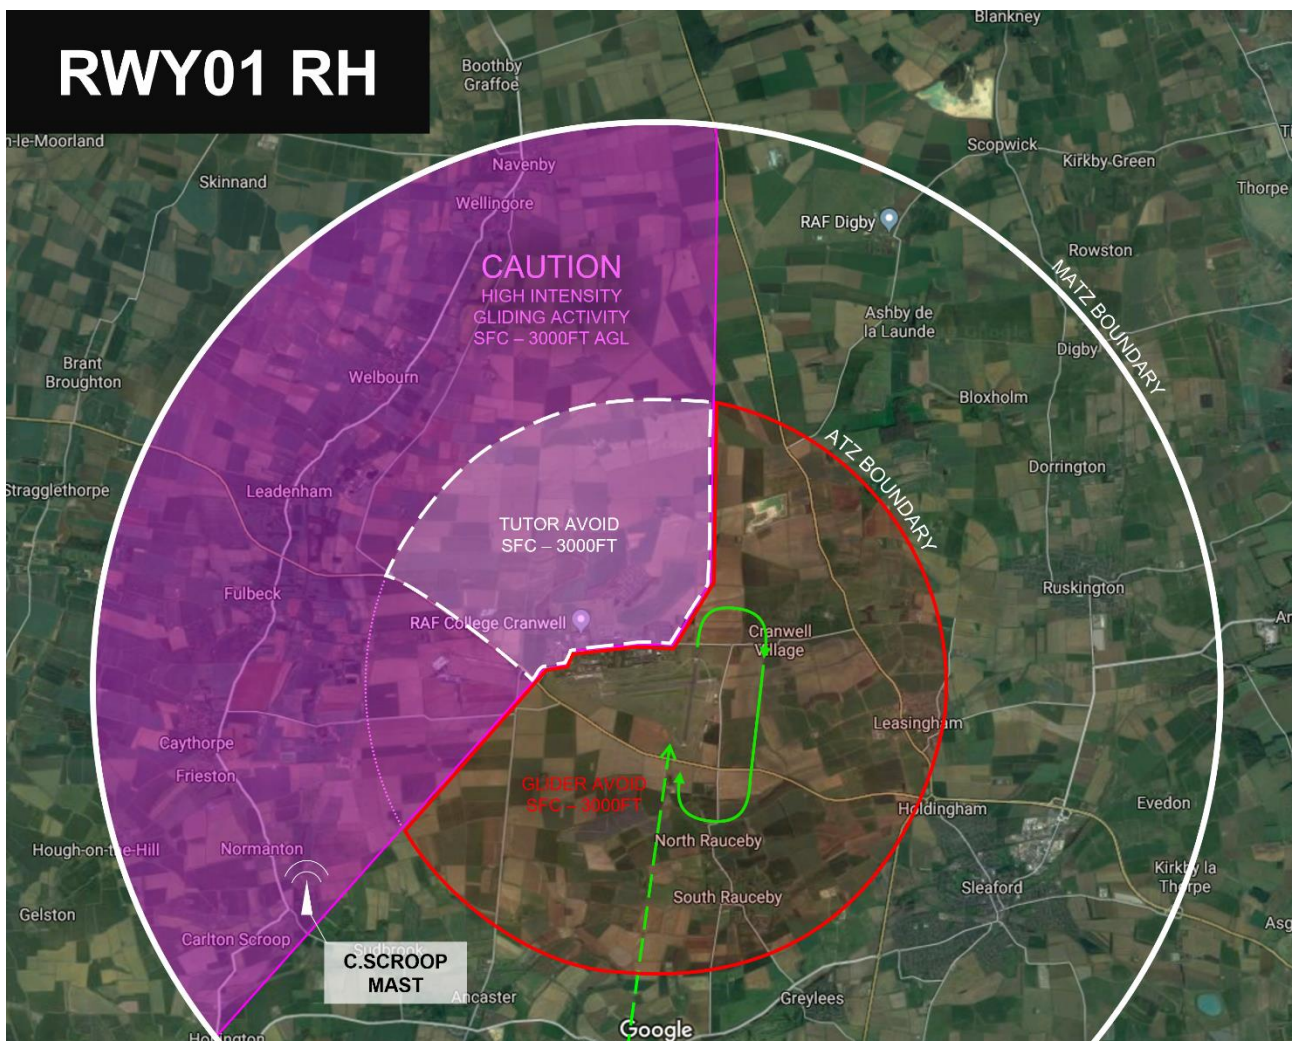 RWY01 RH
Blankney
Boothby
Graffoe
n-le-Moorland
Scopwick
Kirkby Green
Navenby
Skinnand
Thorpe
Wellingore
RAF Digby
Rowston
CAUTION
HIGH INTENSITY
GLIDING ACTIVITY
SFC – 3000FT AGL
MATZ BOUNDARY
Ashby de
la Launde
Digby
Brant
Broughton
Welbourn
Bloxholm
ATZ BOUNDARY
Dorrington
Stragglethorpe
Leadenham
TUTOR AVOID
SFC – 3000FT
Fulbeck
Ruskington
RAF College Cranwell
Cranwell
Village
Leasingham
Caythorpe
Frieston
GLIDER AVOID
SFC – 3000FT
Holdingham
Evedon
Hough-on-the-Hill
Normanton
North Rauceby
Kirkby la
Thorpe
Sleaford
South Rauceby
Gelston
Carlton Scroop
Sudbrook
C.SCROOP
MAST
Ancaster
Greylees
Google
Honington